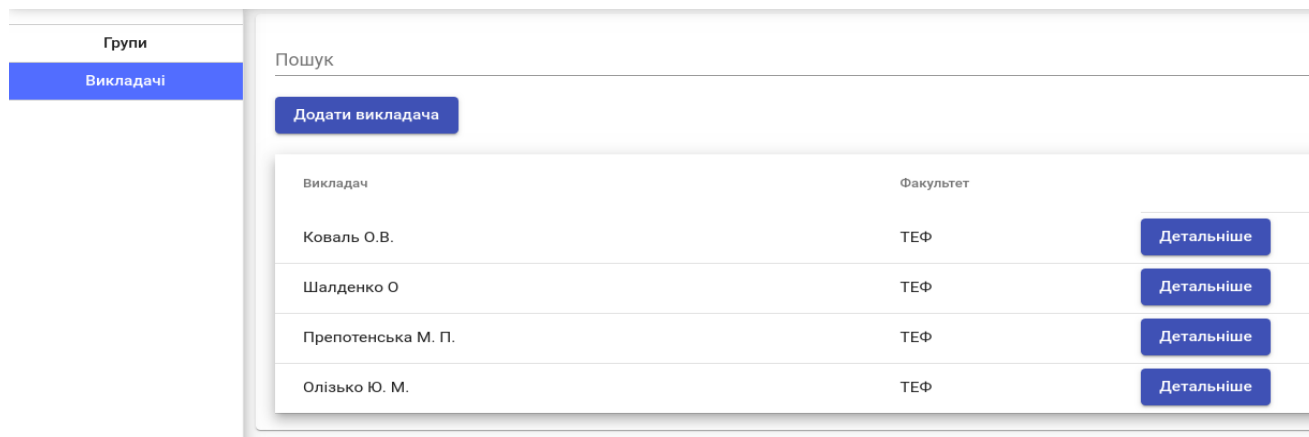 Групи
Викладачі
Пошук
Додати викладача
Викладач Факультет
Коваль О.В. ТЕФ Детальніше
Шалденко О ТЕФ Детальніше
Препотенська М. П. ТЕФ Детальніше
Олізько Ю. М. ТЕФ Детальніше